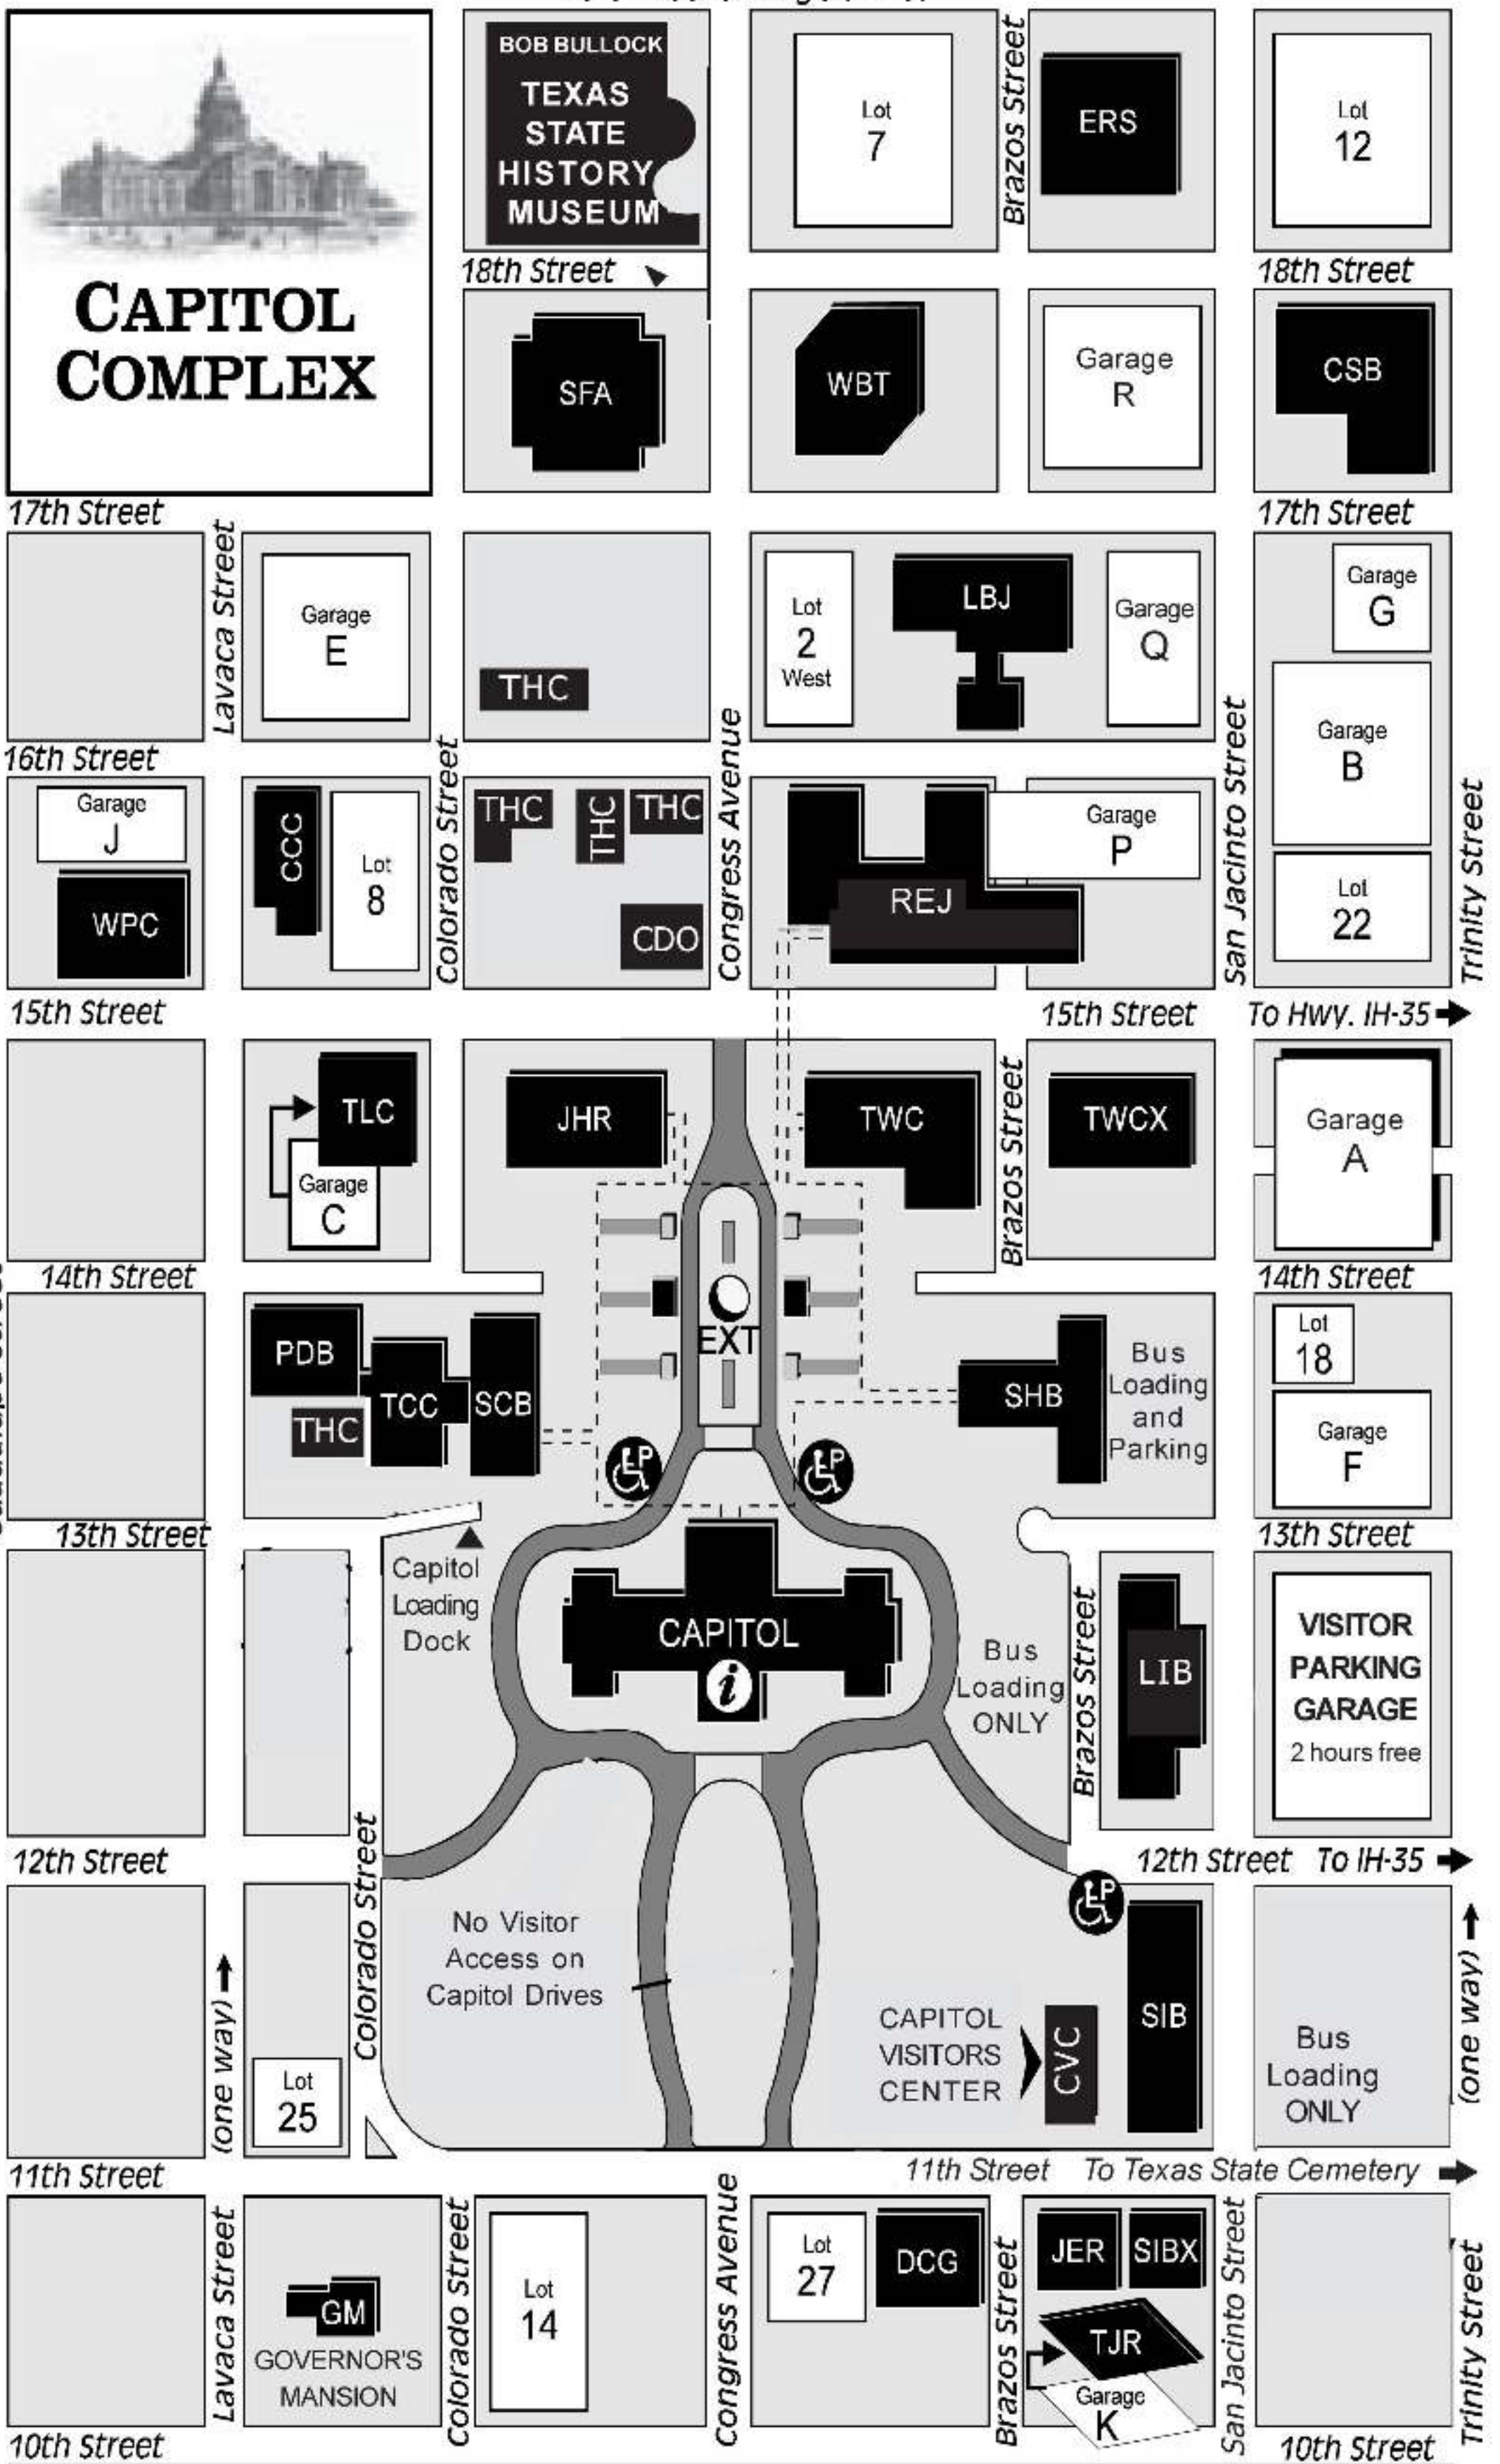 CAPITOL
COMPLEX
BOB BULLOCK
TEXAS
STATE
HISTORY
MUSEUM
Lot
7
Brazos Street
ERS
Lot
12
18th Street
18th Street
SFA
WBT
Garage
R
CSB
17th Street
17th Street
Lavaca Street
Garage
E
THC
Lot
2
West
LBJ
Garage
Q
Garage
G
Garage
B
16th Street
Garage
J
WPC
CCC
Lot
8
Colorado Street
THC
THC
THC
CDO
Congress Avenue
REJ
Garage
P
San Jacinto Street
Lot
22
Trinity Street
15th Street
15th Street
To Hwy. IH-35
TLC
Garage
C
JHR
TWC
Brazos Street
TWCX
Garage
A
14th Street
14th Street
PDB
TCC
SCB
THC
EXT
SHB
Bus
Loading
and
Parking
Lot
18
Garage
F
P
P
13th Street
13th Street
Capitol
Loading
Dock
CAPITOL
i
Bus
Loading
ONLY
Brazos Street
LIB
VISITOR
PARKING
GARAGE
2 hours free
12th Street
12th Street To IH-35
Colorado Street
P
No Visitor
Access on
Capitol Drives
(one way)
Lot
25
CAPITOL
VISITORS
CENTER
CVC
SIB
Bus
Loading
ONLY
(one way)
11th Street
11th Street To Texas State Cemetery
Lavaca Street
GM
GOVERNOR'S
MANSION
Colorado Street
Lot
14
Congress Avenue
Lot
27
DCG
Brazos Street
JER
SIBX
TJR
Garage
K
San Jacinto Street
Trinity Street
10th Street
10th Street